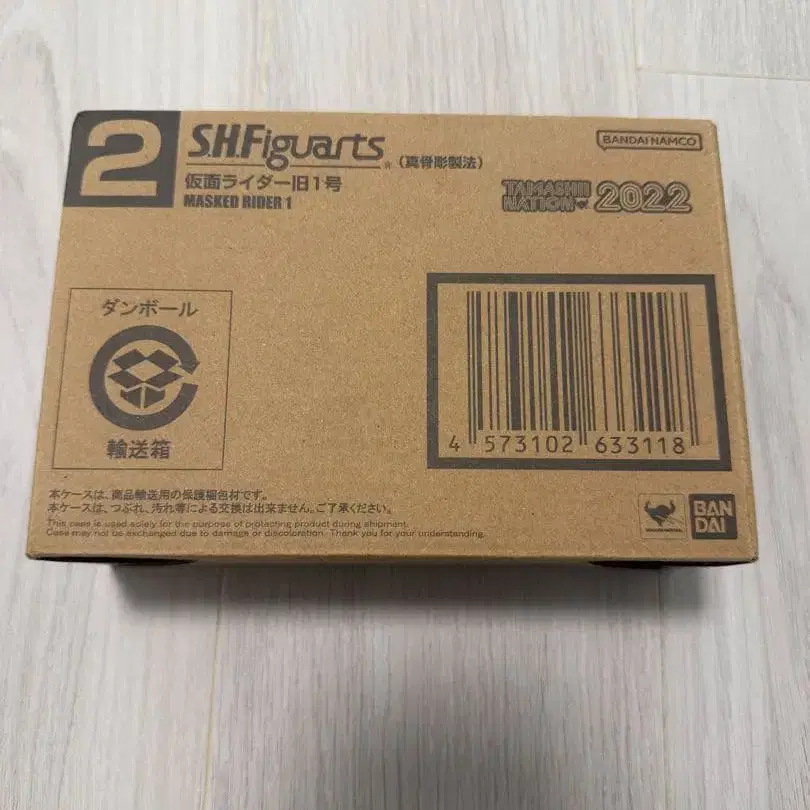 2
S.H.Figuarts
(真骨彫製法)
仮面ライダー旧1号
MASKED RIDER 1
BANDAI NAMCO
TAMASHII
NATION
2022
ダンボール
輸送箱
4 573102 633118
本ケースは、商品輸送用の保護梱包材です。
本ケースは、つぶれ、汚れ等による交換は出来ません。ご了承ください。
This case is used solely for the purpose of protecting product during shipment.
Case may not be exchanged due to damage or discoloration. Thank you for your understanding.
BAN
DAI